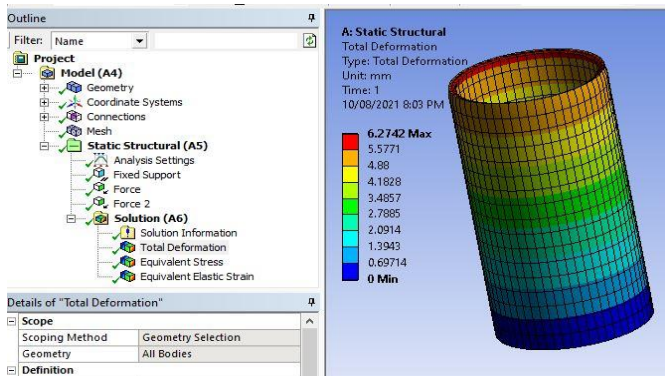 Outline
Filter: Name
Project
Model (A4)
Geometry
Coordinate Systems
Connections
Mesh
Static Structural (A5)
Analysis Settings
Fixed Support
Force
Force 2
Solution (A6)
Solution Information
Total Deformation
Equivalent Stress
Equivalent Elastic Strain
Details of "Total Deformation"
Scope
Scoping Method Geometry Selection
Geometry All Bodies
Definition
A: Static Structural
Total Deformation
Type: Total Deformation
Unit: mm
Time: 1
10/08/2021 8:03 PM
6.2742 Max
5.5771
4.88
4.1828
3.4857
2.7885
2.0914
1.3943
0.69714
0 Min